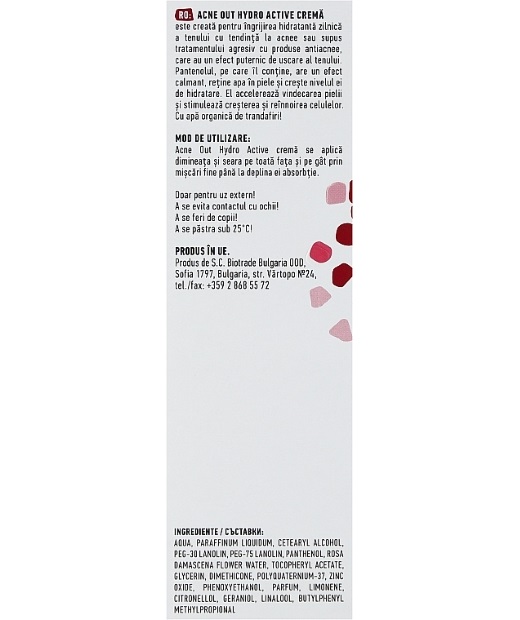 RO: ACNE OUT HYDRO ACTIVE CREMĂ
este creată pentru îngrijirea hidratantă zilnică
a tenului cu tendință la acnee sau supus
tratamentului agresiv cu produse antiacnee,
care au un efect puternic de uscare al tenului.
Pantenolul, pe care îl conține, are un efect
calmant, reține apa în piele și crește nivelul ei
de hidratare. El accelerează vindecarea pielii
și stimulează creșterea și reînnoirea celulelor.
Cu apă organică de trandafiri!
MOD DE UTILIZARE:
Acne Out Hydro Active cremă se aplică
dimineața și seara pe toată fața și pe gât prin
mișcări fine până la deplina ei absorbție.
Doar pentru uz extern!
A se evita contactul cu ochii!
A se feri de copii!
A se păstra sub 25°C!
PRODUS ÎN UE.
Produs de S.C. Biotrade Bulgaria OOD,
Sofia 1797, Bulgaria, str. Vărtopo №24,
tel./fax: +359 2 868 55 72
INGREDIENTE / СЪСТАВКИ:
AQUA, PARAFFINUM LIQUIDUM, CETEARYL ALCOHOL,
PEG-30 LANOLIN, PEG-75 LANOLIN, PANTHENOL, ROSA
DAMASCENA FLOWER WATER, TOCOPHERYL ACETATE,
GLYCERIN, DIMETHICONE, POLYQUATERNIUM-37, ZINC
OXIDE, PHENOXYETHANOL, PARFUM, LIMONENE,
CITRONELLOL, GERANIOL, LINALOOL, BUTYLPHENYL
METHYLPROPIONAL